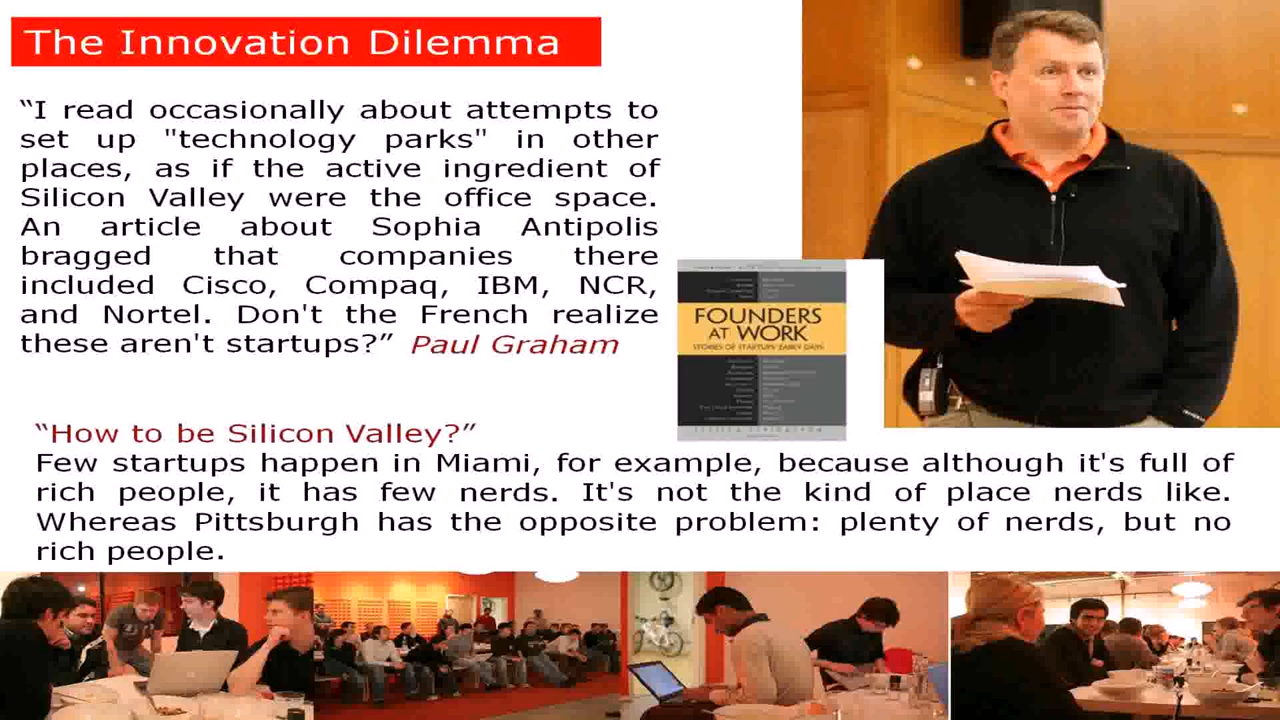 The Innovation Dilemma
“I read occasionally about attempts to
set up "technology parks" in other
places, as if the active ingredient of
Silicon Valley were the office space.
An article about Sophia Antipolis
bragged that companies there
included Cisco, Compaq, IBM, NCR,
and Nortel. Don't the French realize
these aren't startups?” Paul Graham
FOUNDERS
AT WORK
STORIES OF STARTUPS' EARLY DAYS
“How to be Silicon Valley?”
Few startups happen in Miami, for example, because although it's full of
rich people, it has few nerds. It's not the kind of place nerds like.
Whereas Pittsburgh has the opposite problem: plenty of nerds, but no
rich people.